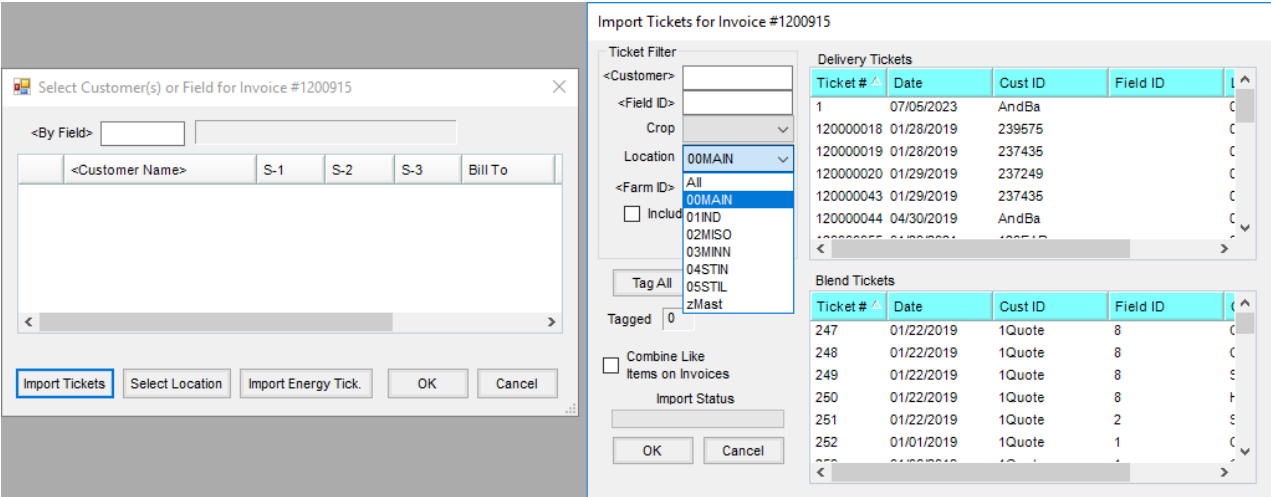 Select Customer(s) or Field for Invoice #1200915
<By Field>
<Customer Name> S-1 S-2 S-3 Bill To
Import Tickets Select Location Import Energy Tick. OK Cancel
Import Tickets for Invoice #1200915
Ticket Filter
<Customer>
<Field ID>
Crop
Location 00MAIN
<Farm ID>
Includ
All
00MAIN
01IND
02MISO
03MINN
04STIN
05STIL
zMast
Tag All
Tagged 0
Combine Like
Items on Invoices
Import Status
OK Cancel
Delivery Tickets
Ticket # Date Cust ID Field ID
1 07/05/2023 AndBa
120000018 01/28/2019 239575
120000019 01/28/2019 237435
120000020 01/29/2019 237249
120000043 01/29/2019 237435
120000044 04/30/2019 AndBa
Blend Tickets
Ticket # Date Cust ID Field ID
247 01/22/2019 1Quote 8
248 01/22/2019 1Quote 8
249 01/22/2019 1Quote 8
250 01/22/2019 1Quote 8
251 01/22/2019 1Quote 2
252 01/01/2019 1Quote 1